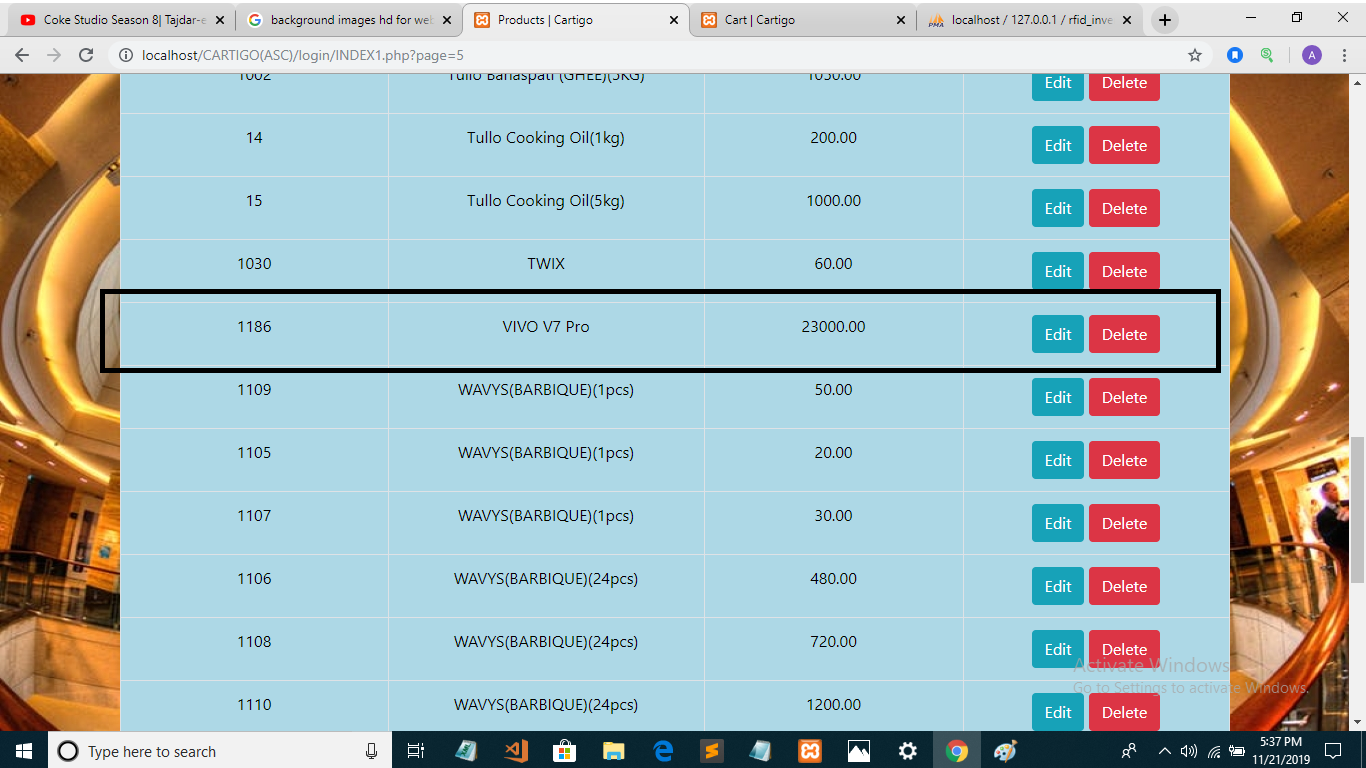 Coke Studio Season 8| Tajdar-e
background images hd for web
Products | Cartigo
Cart | Cartigo
PMA
localhost / 127.0.0.1 / rfid_inve
localhost/CARTIGO(ASC)/login/INDEX1.php?page=5
A
1002 Tullo Banaspati (GHEE)(5KG) 1050.00 Edit Delete
14 Tullo Cooking Oil(1kg) 200.00 Edit Delete
15 Tullo Cooking Oil(5kg) 1000.00 Edit Delete
1030 TWIX 60.00 Edit Delete
1186 VIVO V7 Pro 23000.00 Edit Delete
1109 WAVYS(BARBIQUE)(1pcs) 50.00 Edit Delete
1105 WAVYS(BARBIQUE)(1pcs) 20.00 Edit Delete
1107 WAVYS(BARBIQUE)(1pcs) 30.00 Edit Delete
1106 WAVYS(BARBIQUE)(24pcs) 480.00 Edit Delete
1108 WAVYS(BARBIQUE)(24pcs) 720.00 Edit Delete
Activate Windows
Go to Settings to activate Windows.
1110 WAVYS(BARBIQUE)(24pcs) 1200.00 Edit Delete
Type here to search
5:37 PM
11/21/2019